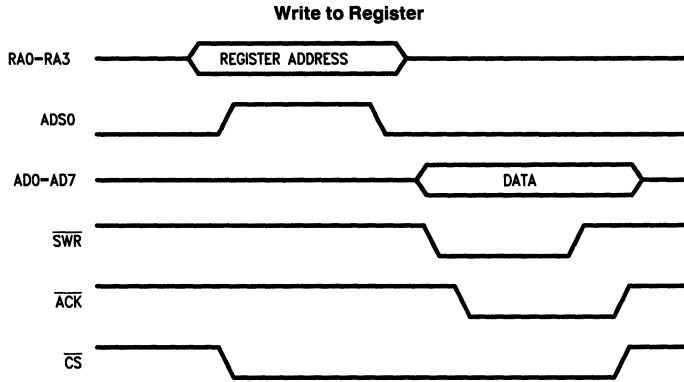 Write to Register
RA0–RA3
REGISTER ADDRESS
ADS0
AD0–AD7
DATA
SWR
ACK
CS